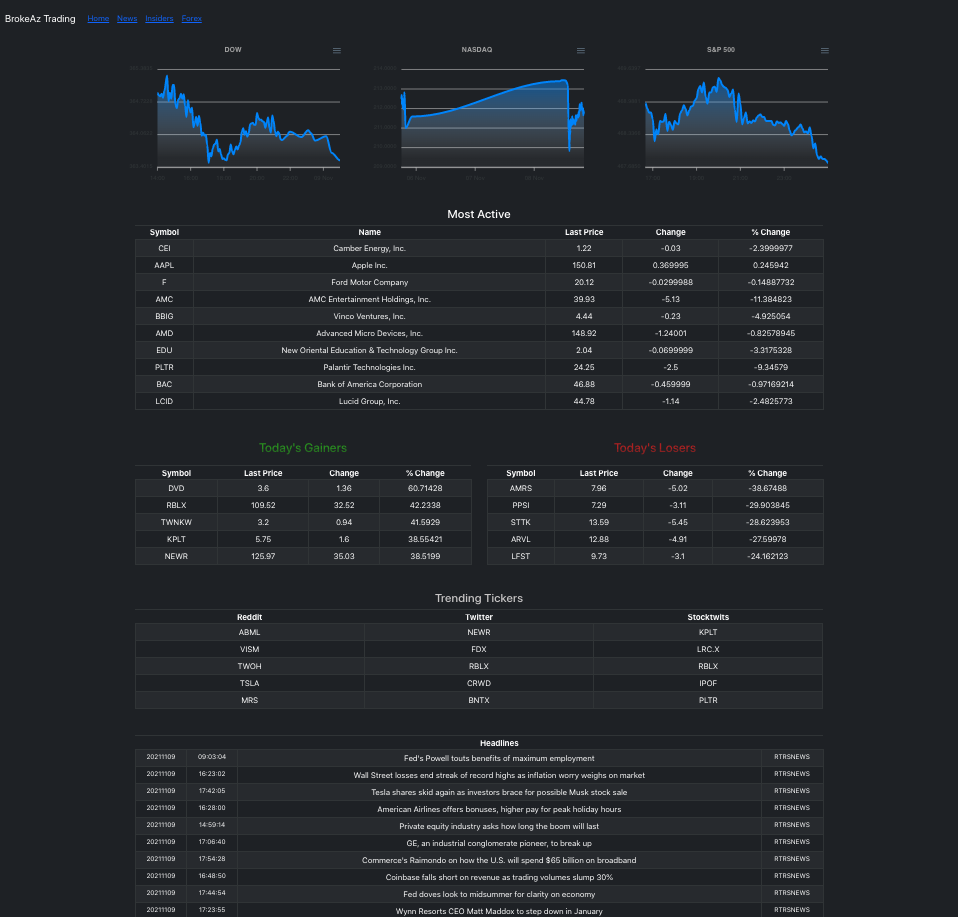 BrokeAz Trading Home News Insiders Forex
DOW NASDAQ S&P 500
Most Active
Symbol Name Last Price Change % Change
CEI Camber Energy, Inc. 1.22 -0.03 -2.3999977
AAPL Apple Inc. 150.81 0.369995 0.245942
F Ford Motor Company 20.12 -0.0299988 -0.14887732
AMC AMC Entertainment Holdings, Inc. 39.93 -5.13 -11.384823
BBIG Vinco Ventures, Inc. 4.44 -0.23 -4.925054
AMD Advanced Micro Devices, Inc. 148.92 -1.24001 -0.82578945
EDU New Oriental Education & Technology Group Inc. 2.04 -0.0699999 -3.3175328
PLTR Palantir Technologies Inc. 24.25 -2.5 -9.34579
BAC Bank of America Corporation 46.88 -0.459999 -0.97169214
LCID Lucid Group, Inc. 44.78 -1.14 -2.4825773
Today's Gainers Today's Losers
Symbol Last Price Change % Change Symbol Last Price Change % Change
DVD 3.6 1.36 60.71428 AMRS 7.96 -5.02 -38.67488
RBLX 109.52 32.52 42.2338 PPSI 7.29 -3.11 -29.903845
TWNKW 3.2 0.94 41.5929 STTK 13.59 -5.45 -28.623953
KPLT 5.75 1.6 38.55421 ARVL 12.88 -4.91 -27.59978
NEWR 125.97 35.03 38.5199 LFST 9.73 -3.1 -24.162123
Trending Tickers
Reddit Twitter Stocktwits
ABML NEWR KPLT
VISM FDX LRC.X
TWOH RBLX RBLX
TSLA CRWD IPOF
MRS BNTX PLTR
Headlines
20211109 09:03:04 Fed's Powell touts benefits of maximum employment RTRSNEWS
20211109 16:23:02 Wall Street losses end streak of record highs as inflation worry weighs on market RTRSNEWS
20211109 17:42:05 Tesla shares skid again as investors brace for possible Musk stock sale RTRSNEWS
20211109 16:28:00 American Airlines offers bonuses, higher pay for peak holiday hours RTRSNEWS
20211109 14:59:14 Private equity industry asks how long the boom will last RTRSNEWS
20211109 17:06:40 GE, an industrial conglomerate pioneer, to break up RTRSNEWS
20211109 17:54:28 Commerce's Raimondo on how the U.S. will spend $65 billion on broadband RTRSNEWS
20211109 16:48:50 Coinbase falls short on revenue as trading volumes slump 30% RTRSNEWS
20211109 17:44:54 Fed doves look to midsummer for clarity on economy RTRSNEWS
20211109 17:23:55 Wynn Resorts CEO Matt Maddox to step down in January RTRSNEWS